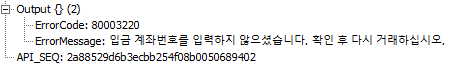 Output {} (2)
ErrorCode: 80003220
ErrorMessage: 입금 계좌번호를 입력하지 않으셨습니다. 확인 후 다시 거래하십시오.
API_SEQ: 2a88529d6b3ecbb254f08b0050689402